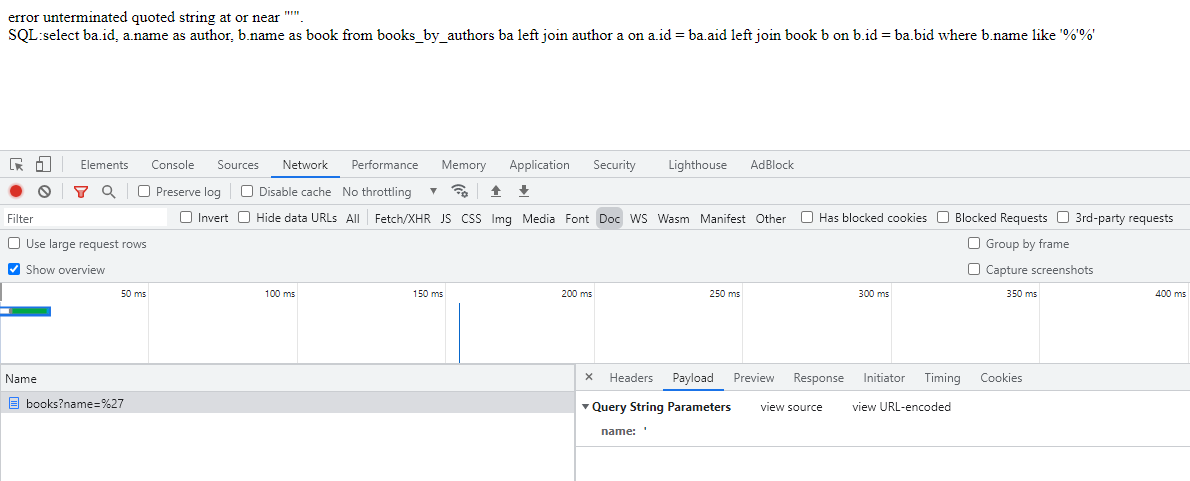 error unterminated quoted string at or near "'".
SQL:select ba.id, a.name as author, b.name as book from books_by_authors ba left join author a on a.id = ba.aid left join book b on b.id = ba.bid where b.name like '%'%'
Elements Console Sources Network Performance Memory Application Security Lighthouse AdBlock
Preserve log Disable cache No throttling
Filter Invert Hide data URLs All Fetch/XHR JS CSS Img Media Font Doc WS Wasm Manifest Other Has blocked cookies Blocked Requests 3rd-party requests
Use large request rows Group by frame
Show overview Capture screenshots
50 ms 100 ms 150 ms 200 ms 250 ms 300 ms 350 ms 400 ms
Name
books?name=%27
× Headers Payload Preview Response Initiator Timing Cookies
Query String Parameters view source view URL-encoded
name: '